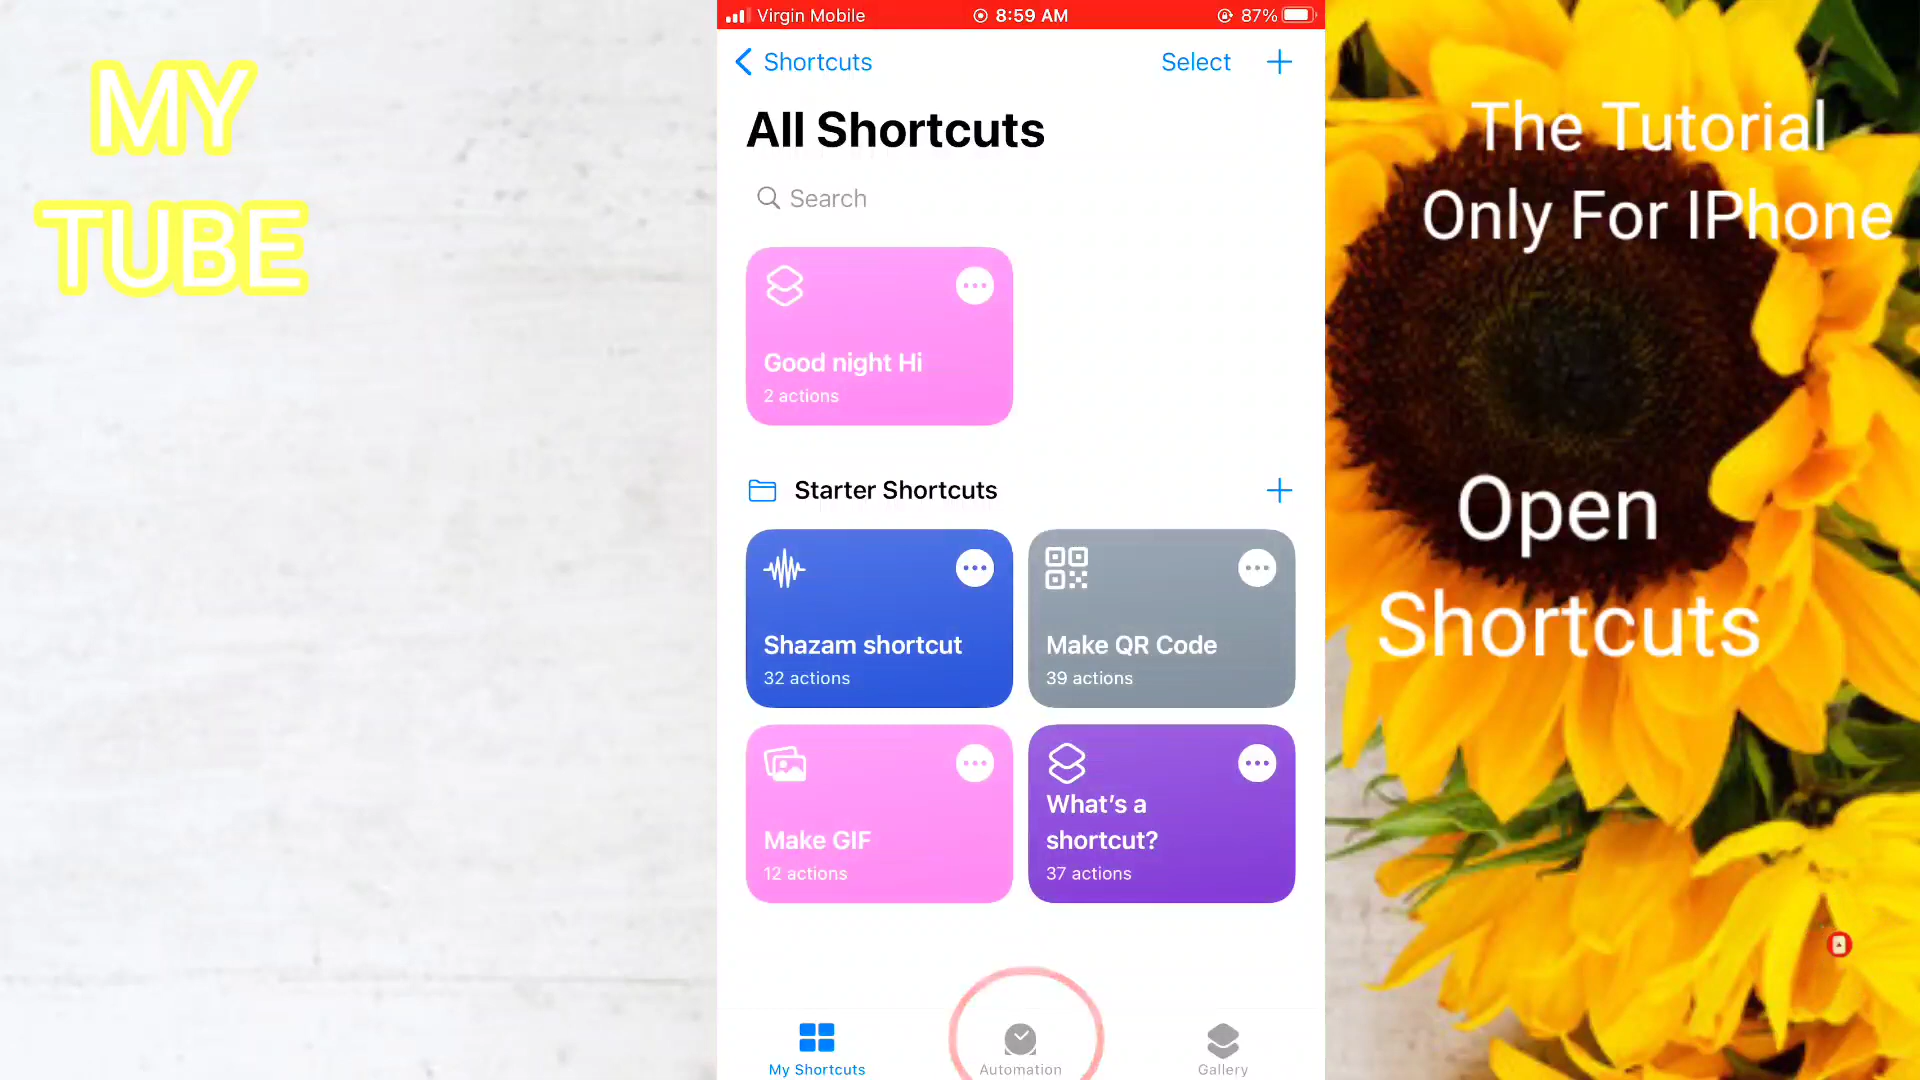 MY
TUBE
Virgin Mobile 8:59 AM 87%
Shortcuts Select +
All Shortcuts
Search
Good night Hi
2 actions
Starter Shortcuts +
Shazam shortcut
32 actions
Make QR Code
39 actions
Make GIF
12 actions
What's a
shortcut?
37 actions
My Shortcuts Automation Gallery
The Tutorial
Only For IPhone
Open
Shortcuts